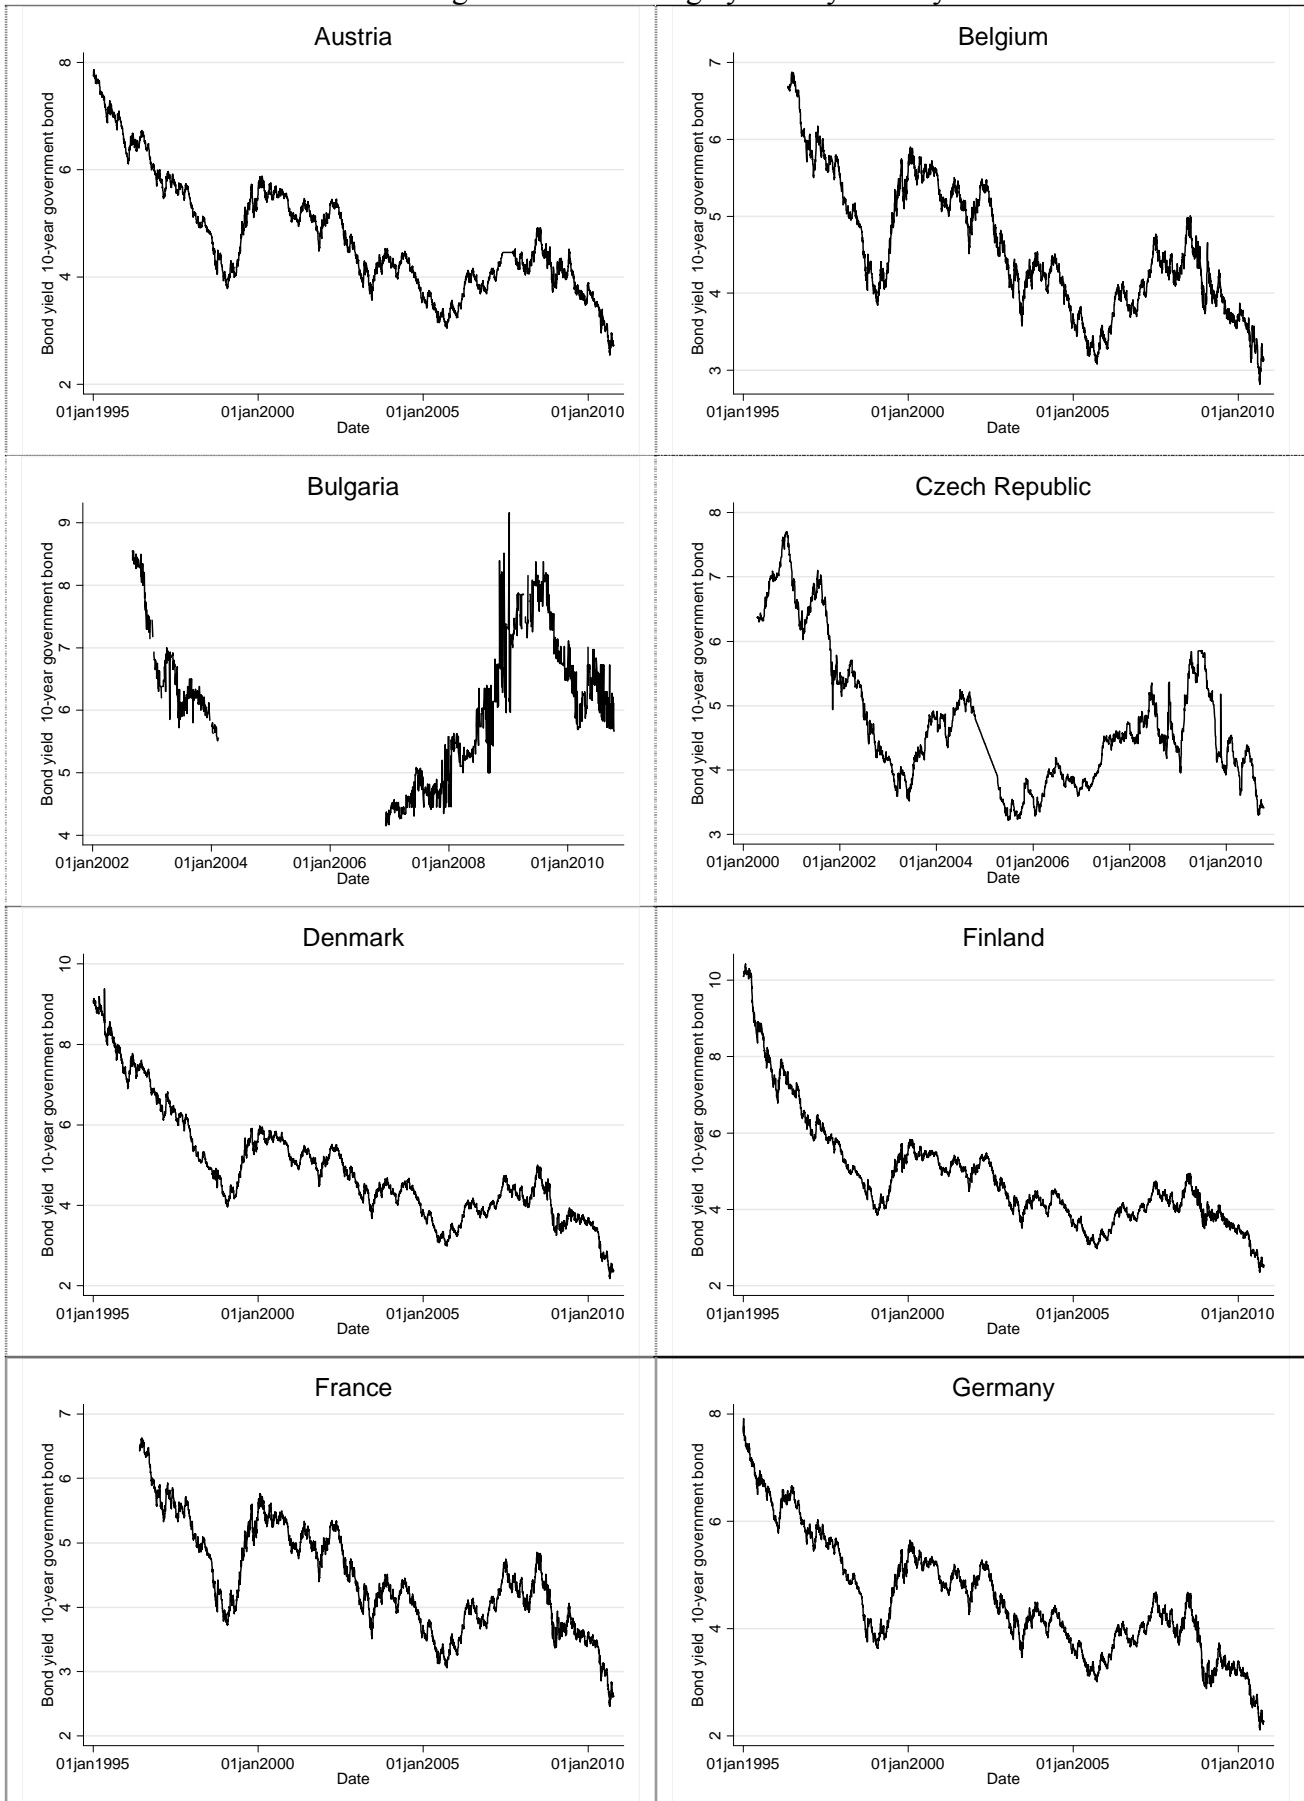 Austria
Bond yield 10-year government bond
8
6
4
2
01jan1995
01jan2000
01jan2005
01jan2010
Date
Belgium
Bond yield 10-year government bond
7
6
5
4
3
01jan1995
01jan2000
01jan2005
01jan2010
Date
Bulgaria
Bond yield 10-year government bond
9
8
7
6
5
4
01jan2002
01jan2004
01jan2006
01jan2008
01jan2010
Date
Czech Republic
Bond yield 10-year government bond
8
7
6
5
4
3
01jan2000
01jan2002
01jan2004
01jan2006
01jan2008
01jan2010
Date
Denmark
Bond yield 10-year government bond
10
8
6
4
2
01jan1995
01jan2000
01jan2005
01jan2010
Date
Finland
Bond yield 10-year government bond
10
8
6
4
2
01jan1995
01jan2000
01jan2005
01jan2010
Date
France
Bond yield 10-year government bond
7
6
5
4
3
2
01jan1995
01jan2000
01jan2005
01jan2010
Date
Germany
Bond yield 10-year government bond
8
6
4
2
01jan1995
01jan2000
01jan2005
01jan2010
Date